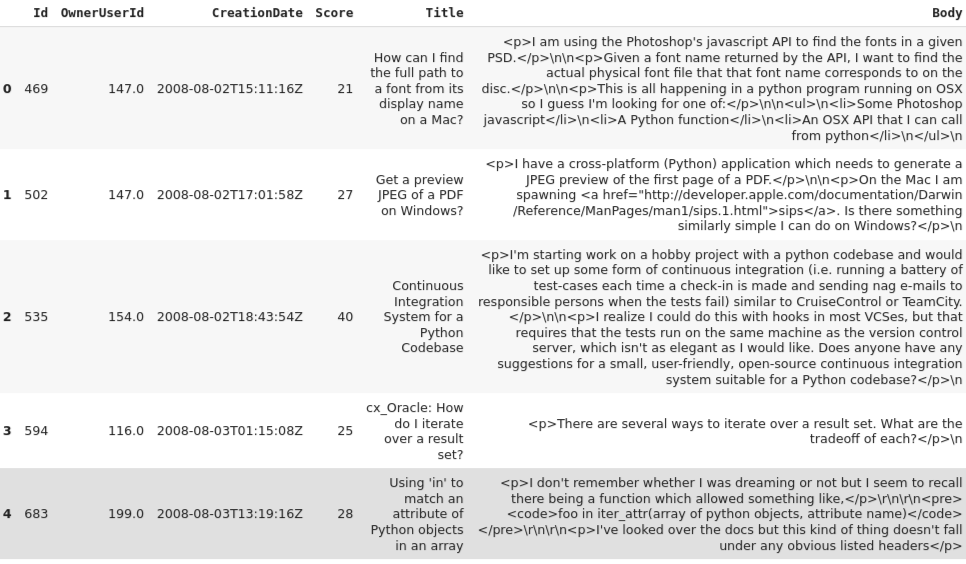 Id OwnerUserId CreationDate Score Title Body
<p>I am using the Photoshop's javascript API to find the fonts in a given
How can I find PSD.</p>\n\n<p>Given a font name returned by the API, I want to find the
the full path to actual physical font file that that font name corresponds to on the
0 469 147.0 2008-08-02T15:11:16Z 21 a font from its disc.</p>\n\n<p>This is all happening in a python program running on OSX
display name so I guess I'm looking for one of:</p>\n\n<ul>\n<li>Some Photoshop
on a Mac? javascript</li>\n<li>A Python function</li>\n<li>An OSX API that I can call
from python</li>\n</ul>\n
<p>I have a cross-platform (Python) application which needs to generate a
Get a preview JPEG preview of the first page of a PDF.</p>\n\n<p>On the Mac I am
1 502 147.0 2008-08-02T17:01:58Z 27 JPEG of a PDF spawning <a href="http://developer.apple.com/documentation/Darwin
on Windows? /Reference/ManPages/man1/sips.1.html">sips</a>. Is there something
similarly simple I can do on Windows?</p>\n
<p>I'm starting work on a hobby project with a python codebase and would
like to set up some form of continuous integration (i.e. running a battery of
Continuous test-cases each time a check-in is made and sending nag e-mails to
Integration responsible persons when the tests fail) similar to CruiseControl or TeamCity.
2 535 154.0 2008-08-02T18:43:54Z 40 System for a </p>\n\n<p>I realize I could do this with hooks in most VCSes, but that
Python requires that the tests run on the same machine as the version control
Codebase server, which isn't as elegant as I would like. Does anyone have any
suggestions for a small, user-friendly, open-source continuous integration
system suitable for a Python codebase?</p>\n
cx_Oracle: How
do I iterate <p>There are several ways to iterate over a result set. What are the
3 594 116.0 2008-08-03T01:15:08Z 25 over a result tradeoff of each?</p>\n
set?
Using 'in' to <p>I don't remember whether I was dreaming or not but I seem to recall
match an there being a function which allowed something like,</p>\r\n\r\n<pre>
4 683 199.0 2008-08-03T13:19:16Z 28 attribute of <code>foo in iter_attr(array of python objects, attribute name)</code>
Python objects </pre>\r\n\r\n<p>I've looked over the docs but this kind of thing doesn't fall
in an array under any obvious listed headers</p>